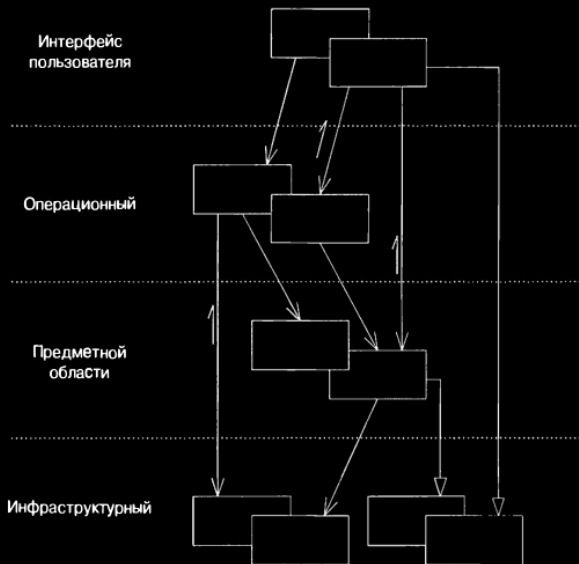 Интерфейс
пользователя
Операционный
Предметной
области
Инфраструктурный